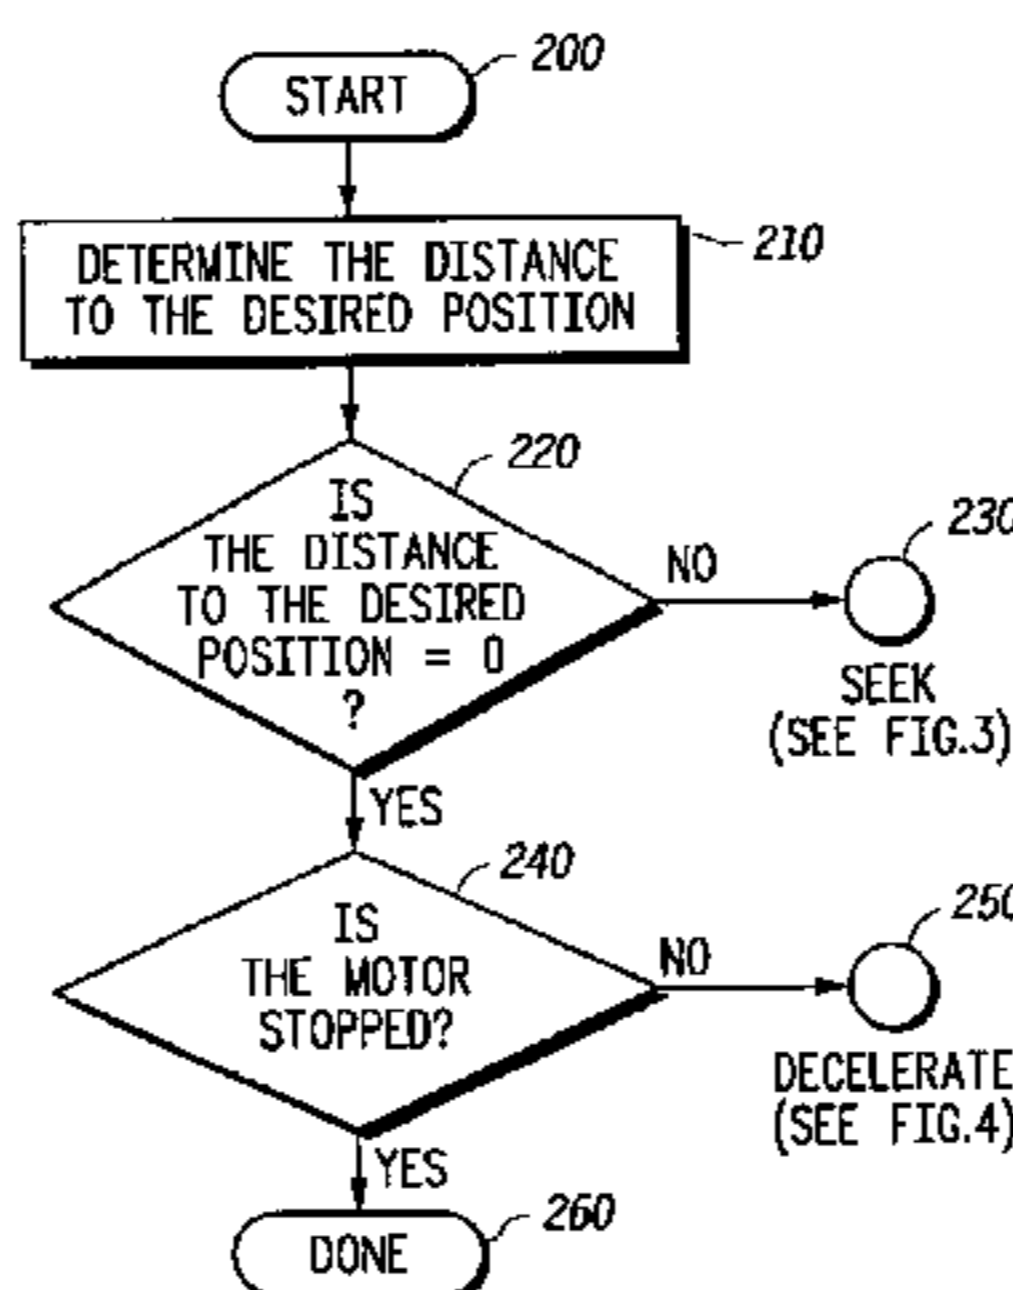 200
START
210
DETERMINE THE DISTANCE
TO THE DESIRED POSITION
220
IS
THE DISTANCE
TO THE DESIRED
POSITION = 0
?
NO
230
SEEK
(SEE FIG.3)
YES
240
IS
THE MOTOR
STOPPED?
NO
250
DECELERATE
(SEE FIG.4)
YES
260
DONE